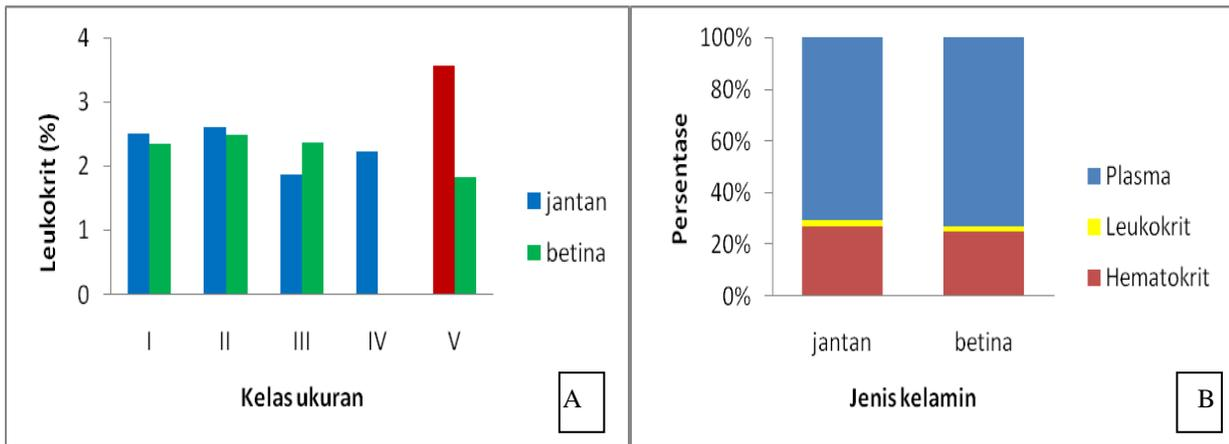 4
3
2
1
0
Leukokrit (%)
I II III IV V
Kelas ukuran
jantan
betina
A
100%
80%
60%
40%
20%
0%
Persentase
jantan betina
Jenis kelamin
Plasma
Leukokrit
Hematokrit
B